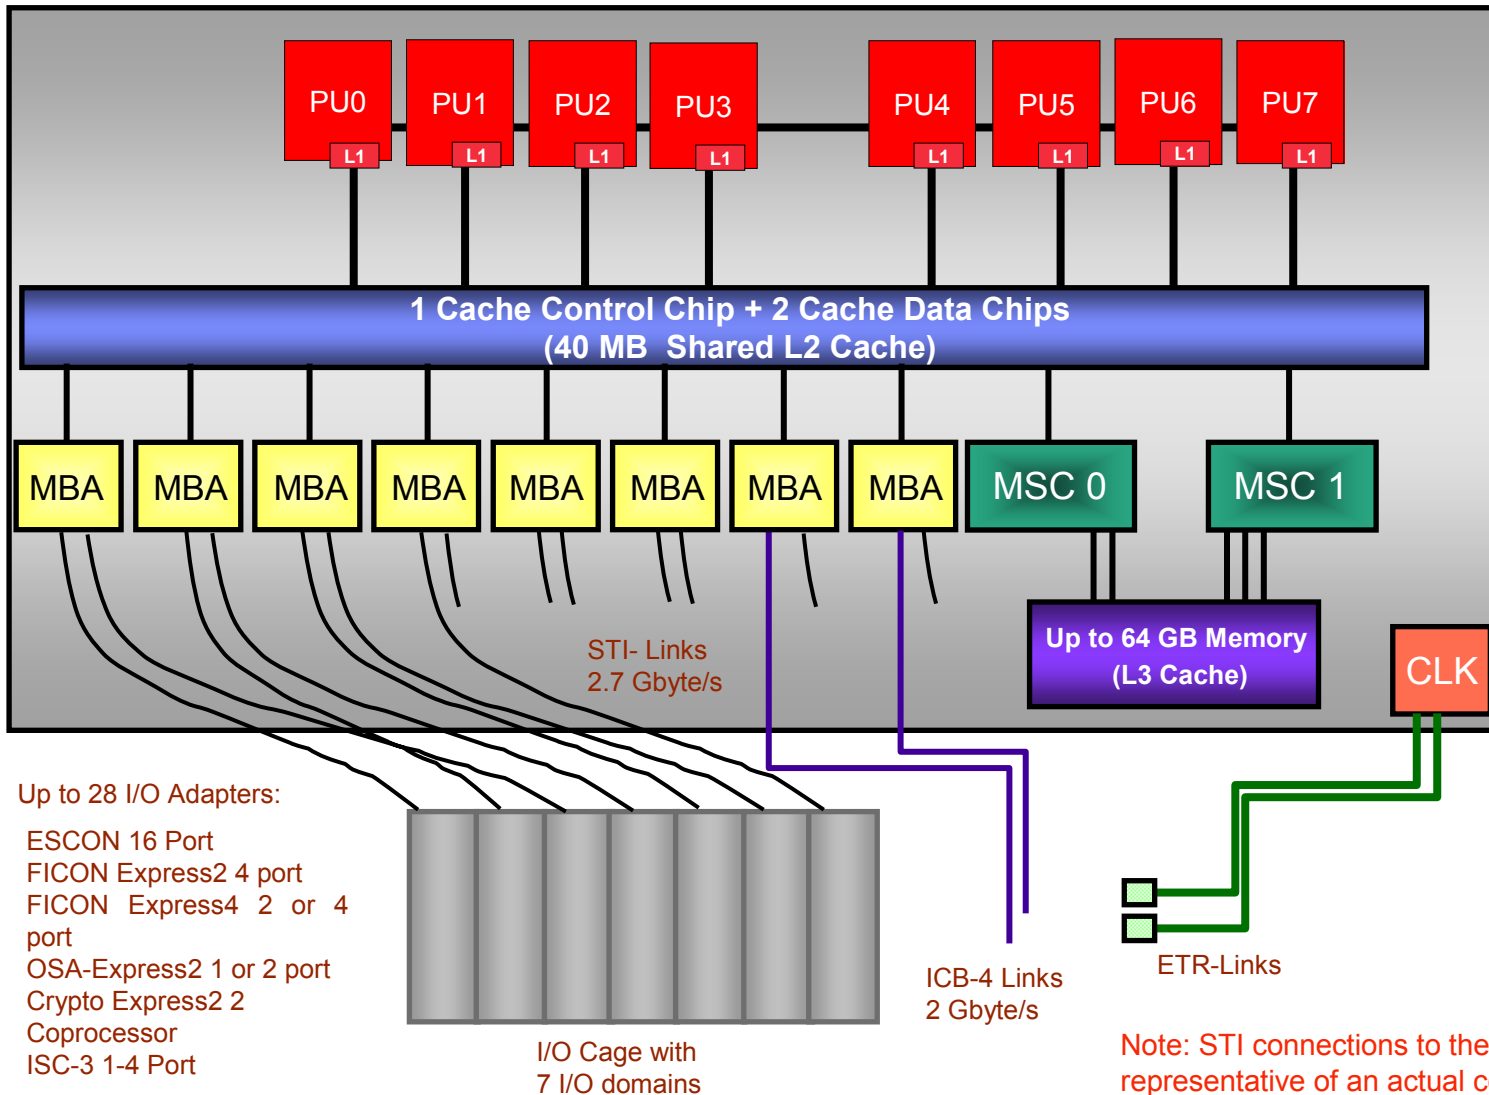 PU0
PU1
PU2
PU3
PU4
PU5
PU6
PU7
L1
L1
L1
L1
L1
L1
L1
L1
1 Cache Control Chip + 2 Cache Data Chips
(40 MB Shared L2 Cache)
MBA
MBA
MBA
MBA
MBA
MBA
MBA
MBA
MSC 0
MSC 1
STI- Links
2.7 Gbyte/s
Up to 64 GB Memory
(L3 Cache)
CLK
Up to 28 I/O Adapters:
ESCON 16 Port
FICON Express2 4 port
FICON Express4 2 or 4
port
OSA-Express2 1 or 2 port
Crypto Express2 2
Coprocessor
ISC-3 1-4 Port
I/O Cage with
7 I/O domains
ICB-4 Links
2 Gbyte/s
ETR-Links
Note: STI connections to the
representative of an actual